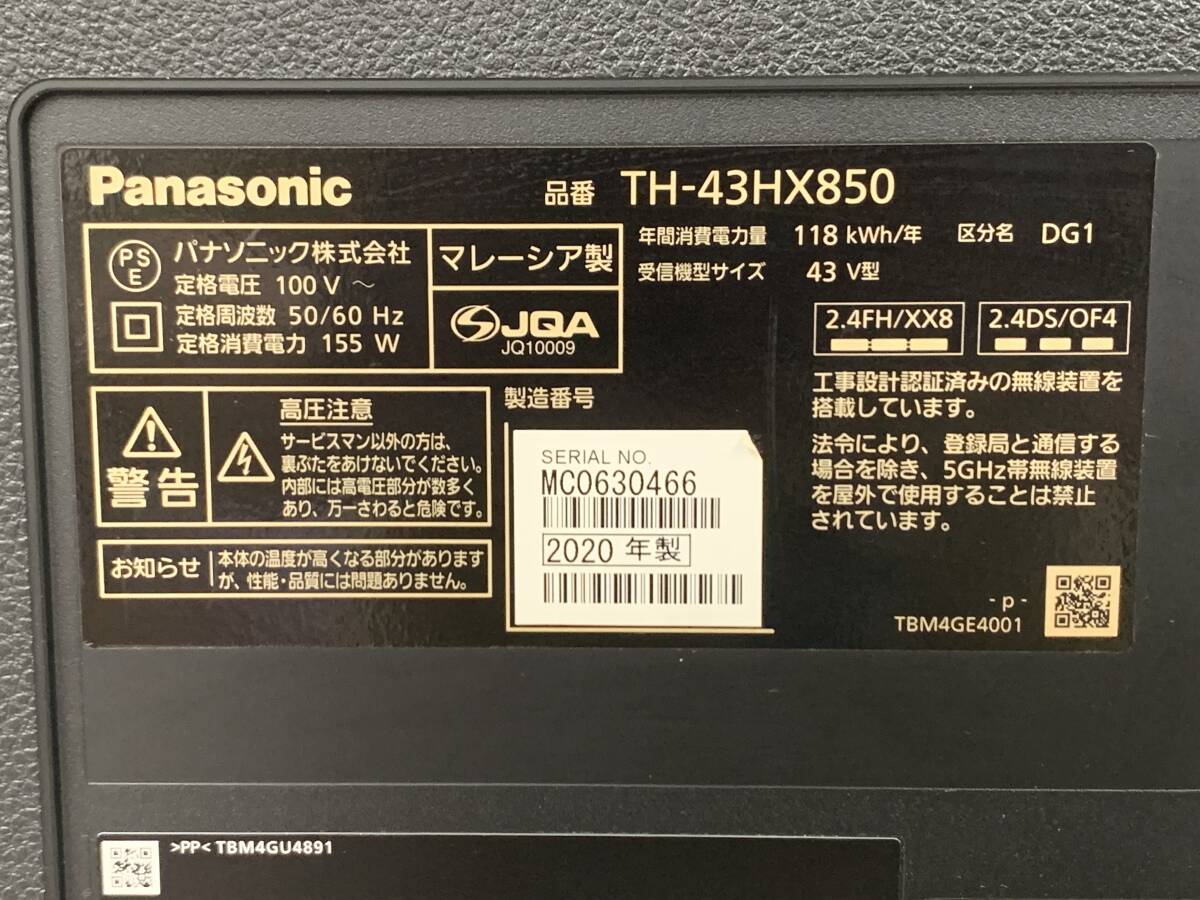 Panasonic
品番 TH-43HX850
PS
E
パナソニック株式会社
定格電圧 100 V ～
定格周波数 50/60 Hz
定格消費電力 155 W
マレーシア製
JQA
JQ10009
年間消費電力量 118 kWh/年 区分名 DG1
受信機型サイズ 43 V型
2.4FH/XX8
2.4DS/OF4
工事設計認証済みの無線装置を
搭載しています。
法令により、登録局と通信する
場合を除き、5GHz帯無線装置
を屋外で使用することは禁止
されています。
警告
高圧注意
サービスマン以外の方は、
裏ぶたをあけないでください。
内部には高電圧部分が数多く
あり、万一さわると危険です。
お知らせ
本体の温度が高くなる部分があります
が、性能・品質には問題ありません。
製造番号
SERIAL NO.
MC0630466
2020 年製
- p -
TBM4GE4001
>PP< TBM4GU4891